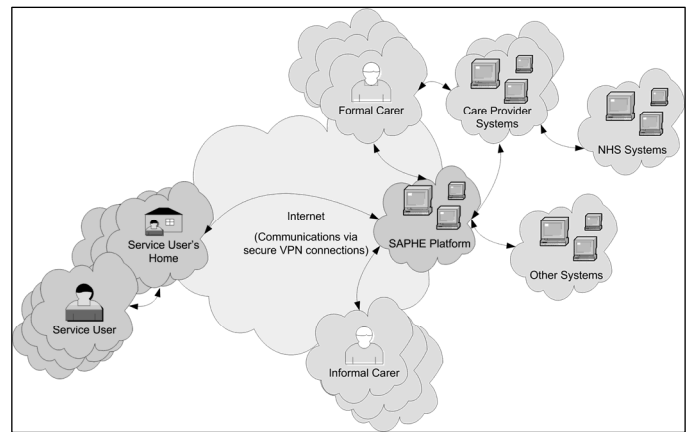 Formal Carer
Care Provider
Systems
NHS Systems
Internet
(Communications via
secure VPN connections)
SAPHE Platform
Service User's
Home
Other Systems
Service User
Informal Carer